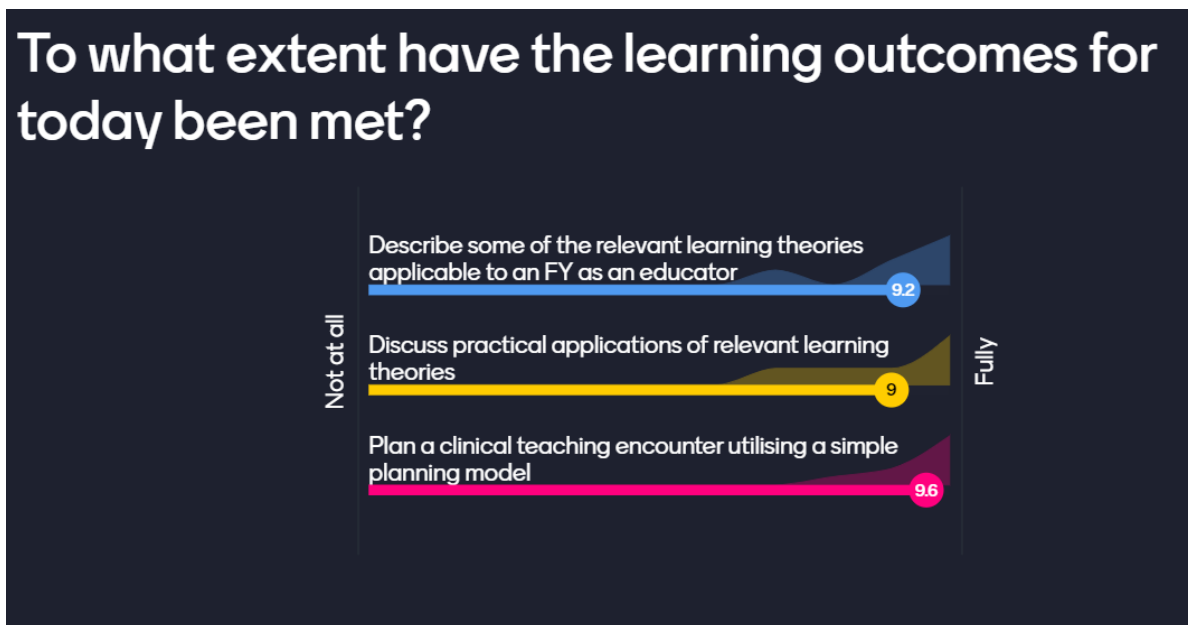 To what extent have the learning outcomes for
today been met?
Describe some of the relevant learning theories
applicable to an FY as an educator
9.2
Discuss practical applications of relevant learning
theories
9
Plan a clinical teaching encounter utilising a simple
planning model
9.6
Not at all
Fully